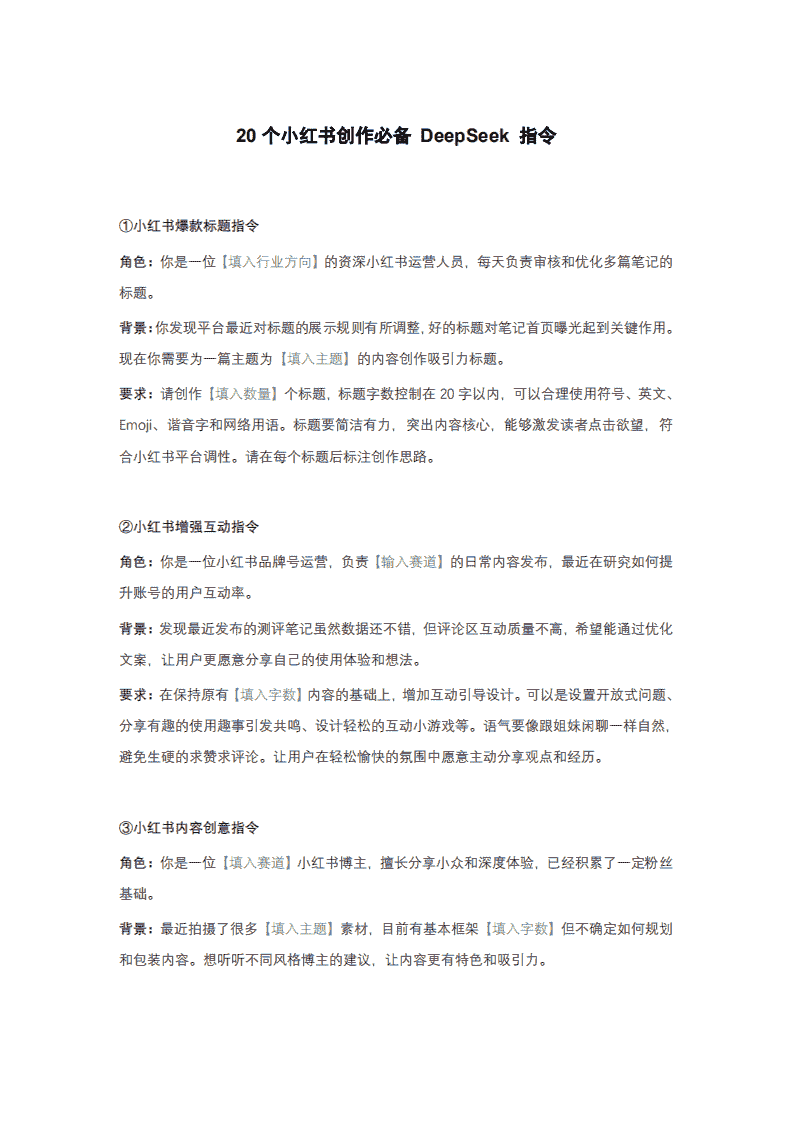 20 个小红书创作必备 DeepSeek 指令
①小红书爆款标题指令
角色：你是一位【填入行业方向】的资深小红书运营人员，每天负责审核和优化多篇笔记的
标题。
背景：你发现平台最近对标题的展示规则有所调整，好的标题对笔记首页曝光起到关键作用。
现在你需要为一篇主题为【填入主题】的内容创作吸引力标题。
要求：请创作【填入数量】个标题，标题字数控制在 20 字以内，可以合理使用符号、英文、
Emoji、谐音字和网络用语。标题要简洁有力，突出内容核心，能够激发读者点击欲望，符
合小红书平台调性。请在每个标题后标注创作思路。
②小红书增强互动指令
角色：你是一位小红书品牌号运营，负责【输入赛道】的日常内容发布，最近在研究如何提
升账号的用户互动率。
背景：发现最近发布的测评笔记虽然数据还不错，但评论区互动质量不高，希望能通过优化
文案，让用户更愿意分享自己的使用体验和想法。
要求：在保持原有【填入字数】内容的基础上，增加互动引导设计。可以是设置开放式问题、
分享有趣的使用趣事引发共鸣、设计轻松的互动小游戏等。语气要像跟姐妹闲聊一样自然，
避免生硬的求赞求评论。让用户在轻松愉快的氛围中愿意主动分享观点和经历。
③小红书内容创意指令
角色：你是一位【填入赛道】小红书博主，擅长分享小众和深度体验，已经积累了一定粉丝
基础。
背景：最近拍摄了很多【填入主题】素材，目前有基本框架【填入字数】但不确定如何规划
和包装内容。想听听不同风格博主的建议，让内容更有特色和吸引力。